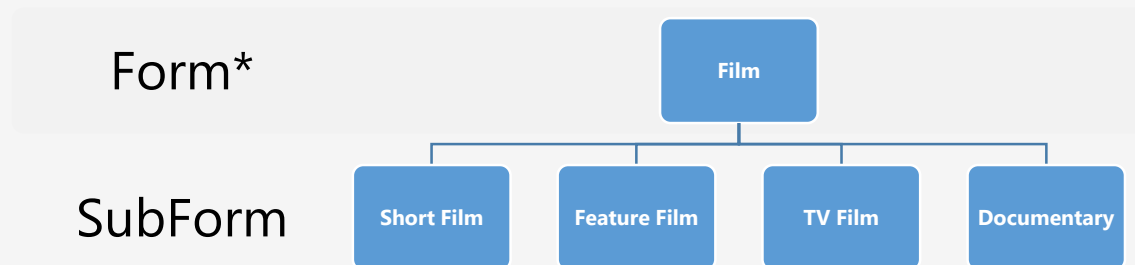 Form*
Film
SubForm
Short Film
Feature Film
TV Film
Documentary